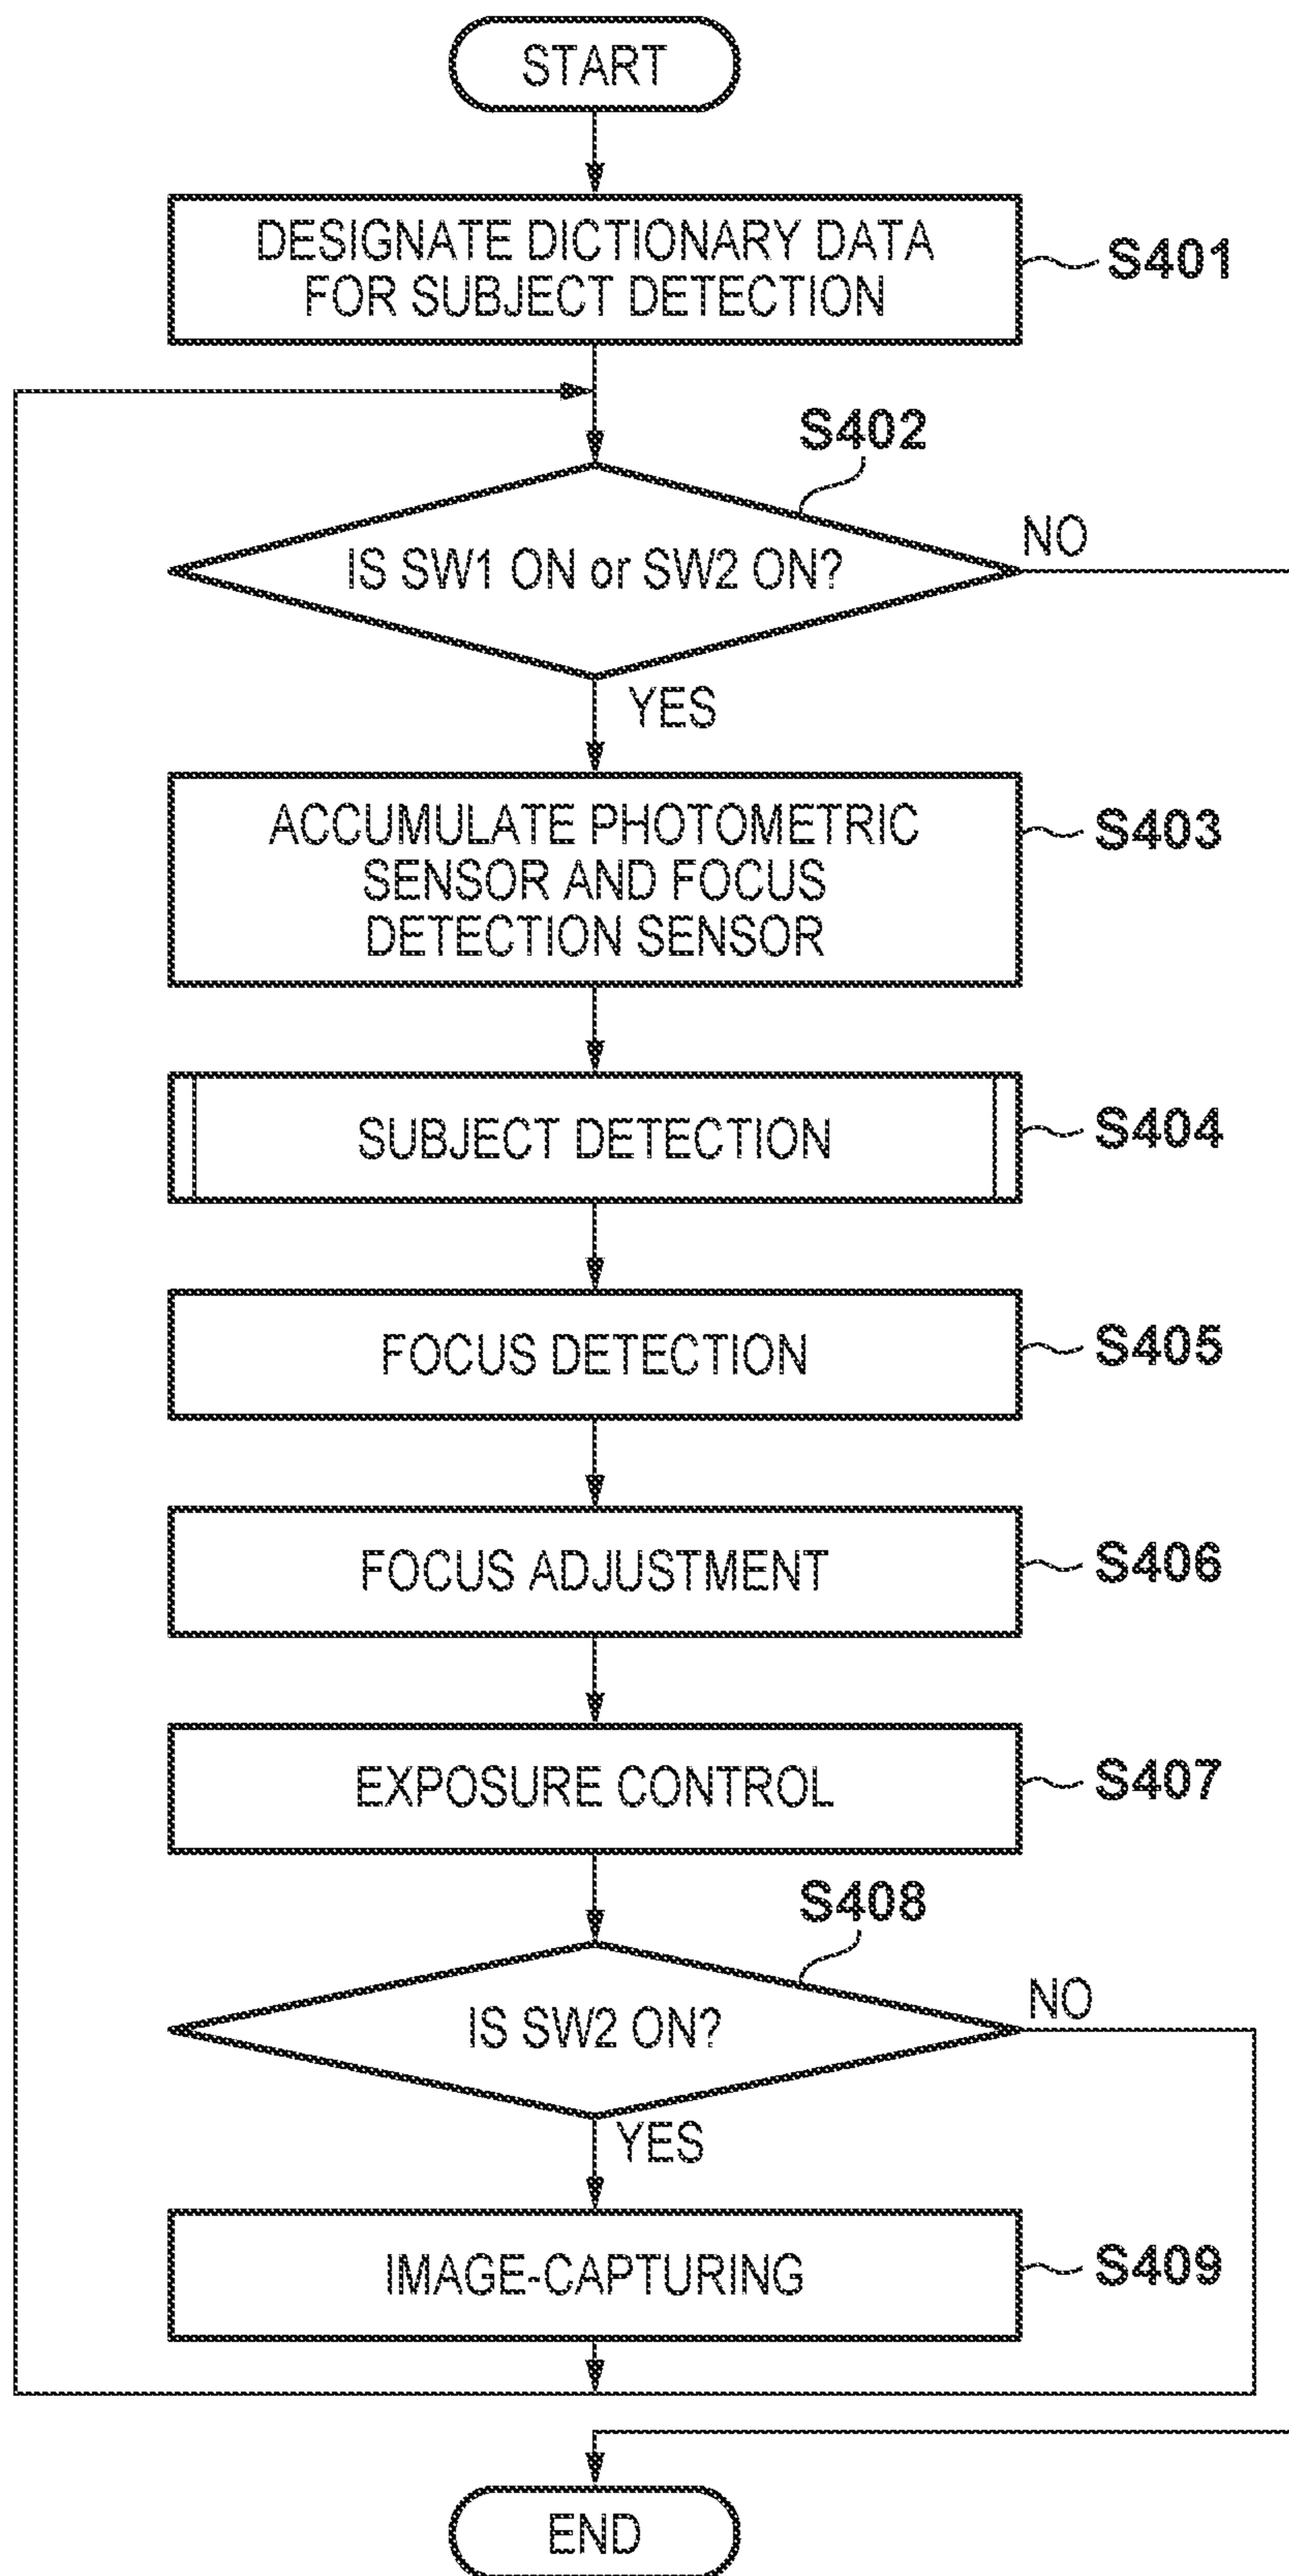 START
DESIGNATE DICTIONARY DATA
FOR SUBJECT DETECTION
S401
S402
IS SW1 ON or SW2 ON?
NO
YES
ACCUMULATE PHOTOMETRIC
SENSOR AND FOCUS
DETECTION SENSOR
S403
SUBJECT DETECTION
S404
FOCUS DETECTION
S405
FOCUS ADJUSTMENT
S406
EXPOSURE CONTROL
S407
S408
IS SW2 ON?
NO
YES
IMAGE-CAPTURING
S409
END